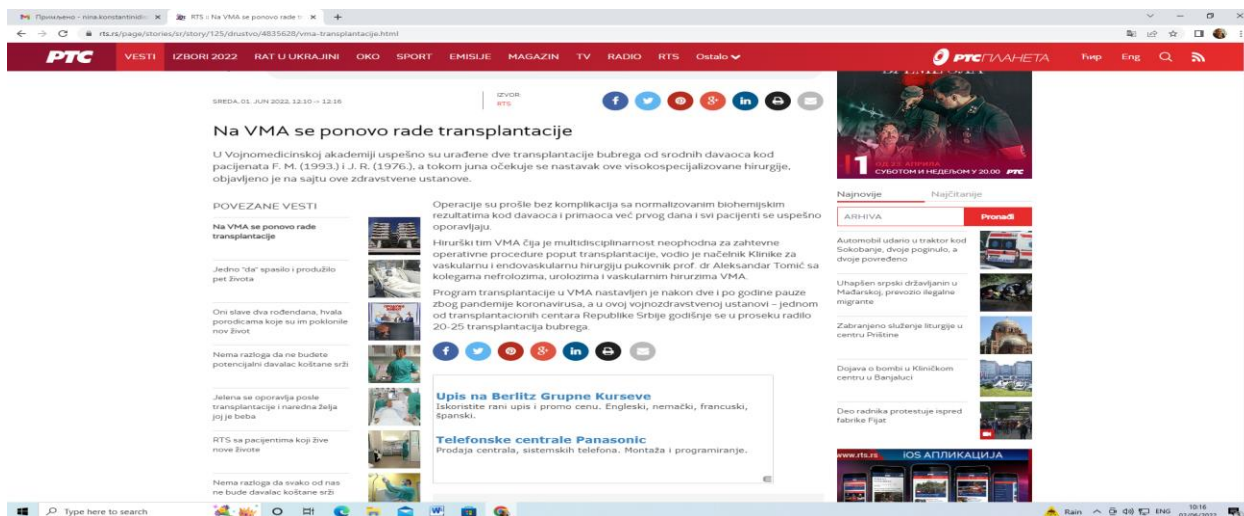 RTS :: Na VMA se ponovo rade tr
rts.rs/page/stories/sr/story/125/drustvo/4835628/vma-transplantacije.html
РТС VESTI IZBORI 2022 RAT U UKRAJINI OKO SPORT EMISIJE MAGAZIN TV RADIO RTS Ostalo РТС ПЛАНЕТА Ћир Eng
SREDA, 01. JUN 2022, 12:10 -> 12:16
IZVOR:
RTS
Na VMA se ponovo rade transplantacije
U Vojnomedicinskoj akademiji uspešno su urađene dve transplantacije bubrega od srodnih davaoca kod
pacijenata F. M. (1993.) i J. R. (1976.), a tokom juna očekuje se nastavak ove visokospecijalizovane hirurgije,
objavljeno je na sajtu ove zdravstvene ustanove.
POVEZANE VESTI
Na VMA se ponovo rade
transplantacije
Jedno "da" spasilo i produžilo
pet života
Oni slave dva rođendana, hvala
porodicama koje su im poklonile
nov život
Nema razloga da ne budete
potencijalni davalac koštane srži
Jelena se oporavlja posle
transplantacije i naredna želja
joj je beba
RTS sa pacijentima koji žive
nove živote
Nema razloga da svako od nas
ne bude davalac koštane srži
Operacije su prošle bez komplikacija sa normalizovanim biohemijskim
rezultatima kod davaoca i primaoca već prvog dana i svi pacijenti se uspešno
oporavljaju.
Hirurški tim VMA čija je multidisciplinarnost neophodna za zahtevne
operativne procedure poput transplantacije, vodio je načelnik Klinike za
vaskularnu i endovaskularnu hirurgiju pukovnik prof. dr Aleksandar Tomić sa
kolegama nefrolozima, urolozima i vaskularnim hirurzima VMA.
Program transplantacije u VMA nastavljen je nakon dve i po godine pauze
zbog pandemije koronavirusa, a u ovoj vojnozdravstvenoj ustanovi – jednom
od transplantacionih centara Republike Srbije godišnje se u proseku radilo
20-25 transplantacija bubrega.
Upis na Berlitz Grupne Kurseve
Iskoristite rani upis i promo cenu. Engleski, nemački, francuski,
španski.
Telefonske centrale Panasonic
Prodaja centrala, sistemskih telefona. Montaža i programiranje.
ОД 23. АПРИЛА
СУБОТОМ И НЕДЕЉОМ У 20.00 РТС
Najnovije Najčitanije
ARHIVA Pronađi
Automobil udario u traktor kod
Sokobanje, dvoje poginulo, a
dvoje povređeno
Uhapšen srpski državljanin u
Mađarskoj, prevozio ilegalne
migrante
Zabranjeno služenje liturgije u
centru Prištine
Dojava o bombi u Kliničkom
centru u Banjaluci
Deo radnika protestuje ispred
fabrike Fijat
www.rts.rs iOS АПЛИКАЦИЈА
Type here to search
Rain ENG 10:16
02/06/2022